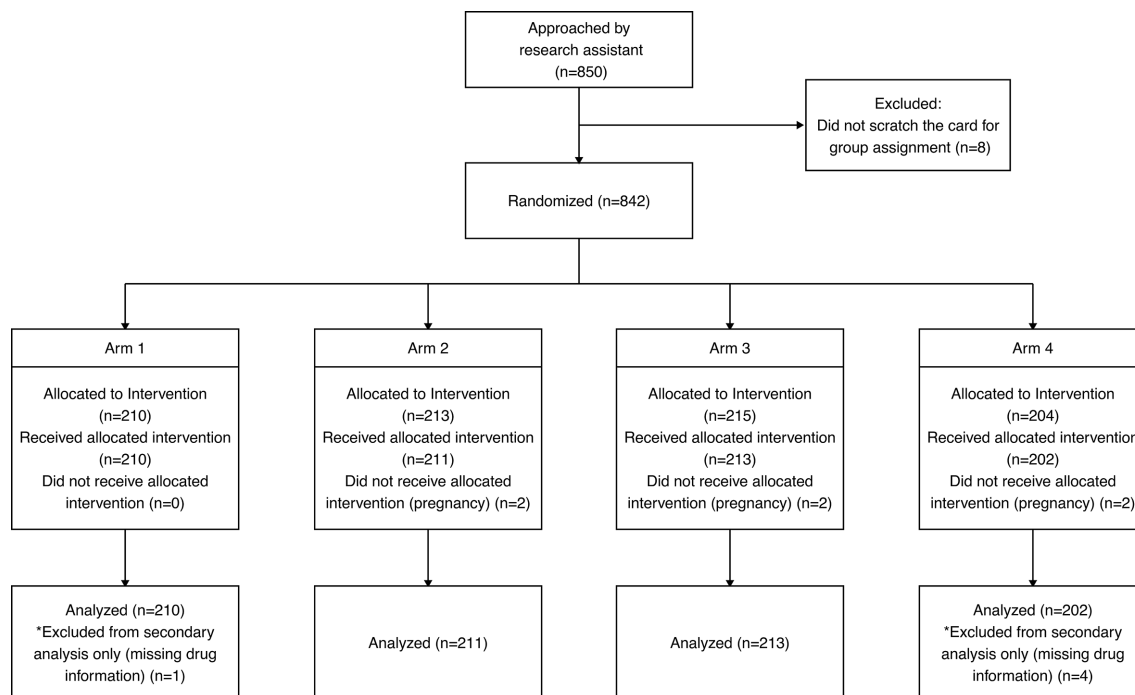 Approached by
research assistant
(n=850)
Excluded:
Did not scratch the card for
group assignment (n=8)
Randomized (n=842)
Arm 1
Allocated to Intervention
(n=210)
Received allocated intervention
(n=210)
Did not receive allocated
intervention (n=0)
Arm 2
Allocated to Intervention
(n=213)
Received allocated intervention
(n=211)
Did not receive allocated
intervention (pregnancy) (n=2)
Arm 3
Allocated to Intervention
(n=215)
Received allocated intervention
(n=213)
Did not receive allocated
intervention (pregnancy) (n=2)
Arm 4
Allocated to Intervention
(n=204)
Received allocated intervention
(n=202)
Did not receive allocated
intervention (pregnancy) (n=2)
Analyzed (n=210)
*Excluded from secondary
analysis only (missing drug
information) (n=1)
Analyzed (n=211)
Analyzed (n=213)
Analyzed (n=202)
*Excluded from secondary
analysis only (missing drug
information) (n=4)